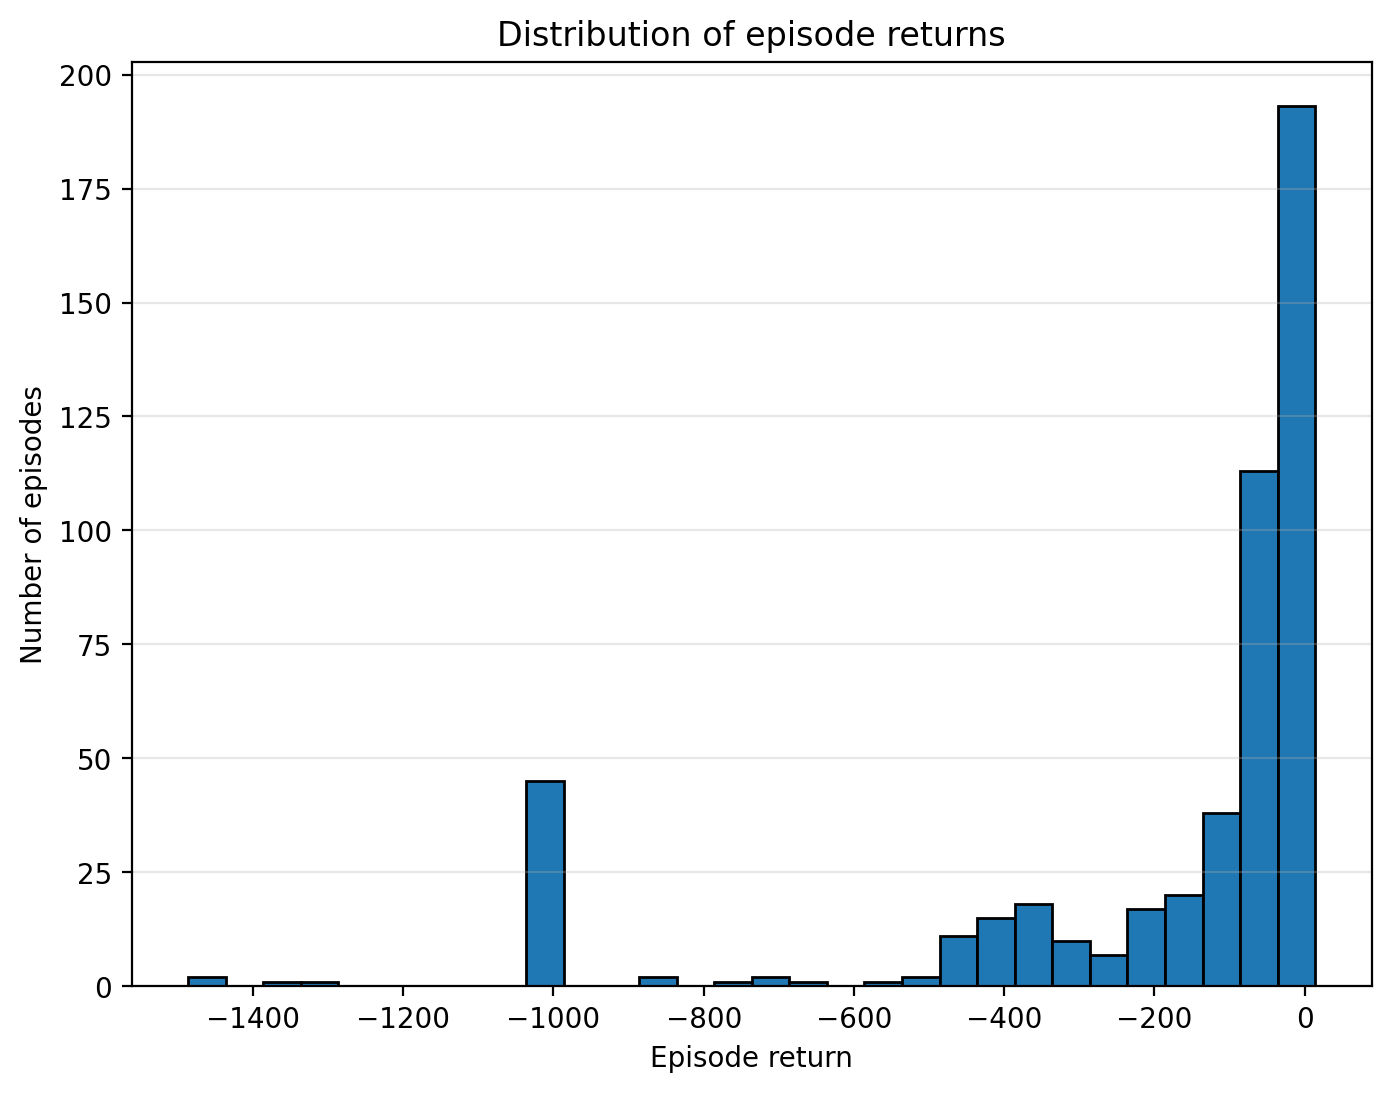 Distribution of episode returns
200
175
150
125
100
75
50
25
0
Number of episodes
−1400 −1200 −1000 −800 −600 −400 −200 0
Episode return